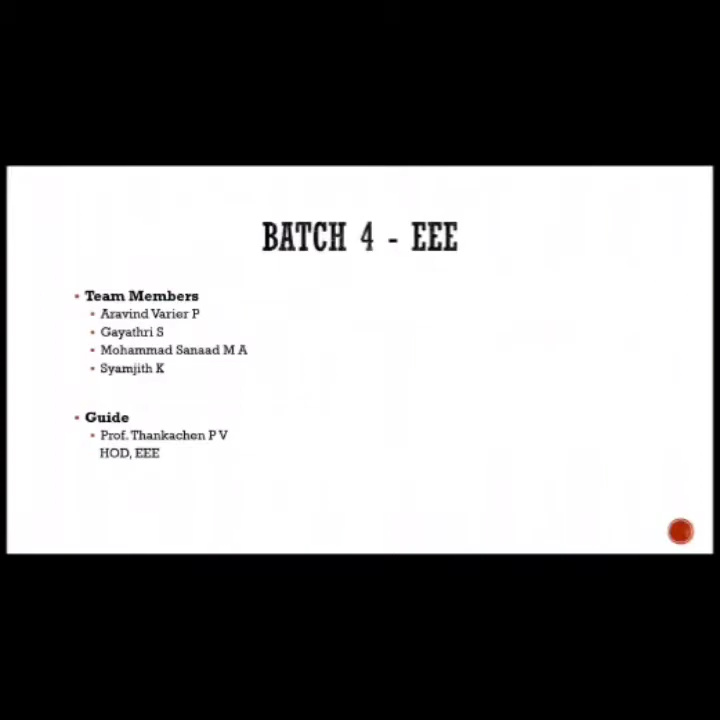 BATCH 4 - EEE
Team Members
Aravind Varier P
Gayathri S
Mohammad Sanaad M A
Syamjith K
Guide
Prof. Thankachen P V
HOD, EEE